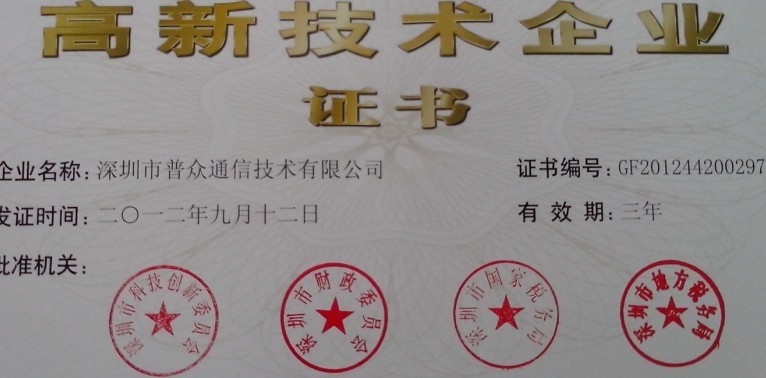 高新技术企业
证书
企业名称：深圳市普众通信技术有限公司 证书编号：GF201244200297
发证时间：二〇一二年九月十二日 有效期：三年
批准机关：
深圳市科技创新委员会
深圳市财政委员会
深圳市国家税务局
深圳市地方税务局